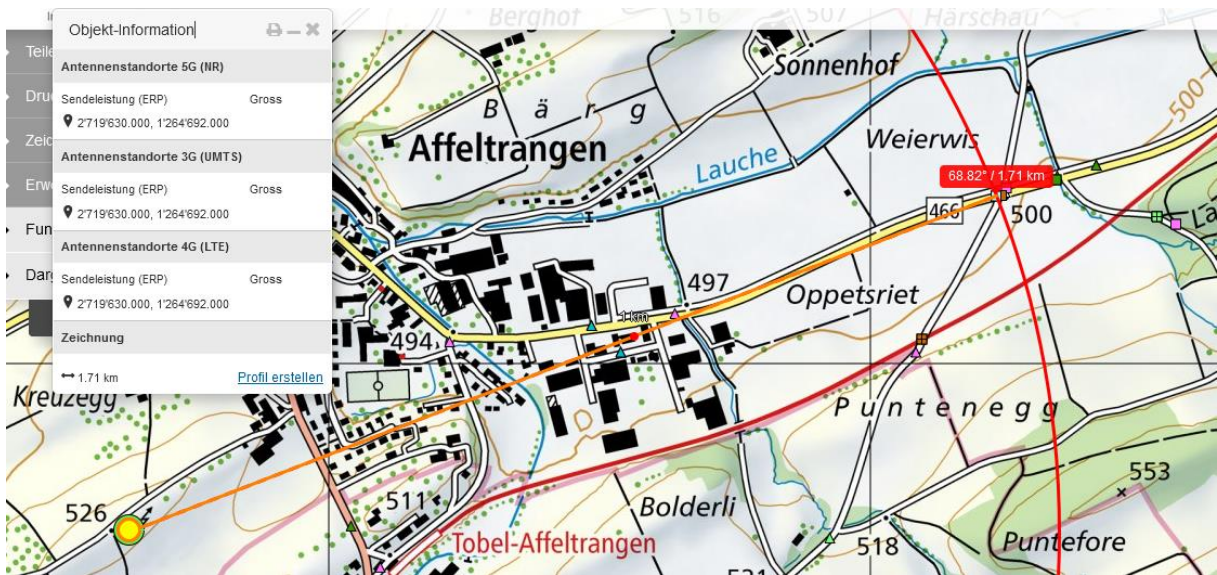 Objekt-Information
Antennenstandorte 5G (NR)
Sendeleistung (ERP) Gross
2'719'630.000, 1'264'692.000
Antennenstandorte 3G (UMTS)
Sendeleistung (ERP) Gross
2'719'630.000, 1'264'692.000
Antennenstandorte 4G (LTE)
Sendeleistung (ERP) Gross
2'719'630.000, 1'264'692.000
Zeichnung
1.71 km Profil erstellen
Berghof
516
507
Härschau
Sonnenhof
500
B ä r g
Affeltrangen
Lauche
Weierwis
68.82° / 1.71 km
466
500
497
Oppetsriet
1 km
494
Kreuzegg
P u n t e n e g g
553
526
511
Bolderli
Tobel-Affeltrangen
518
Puntefore